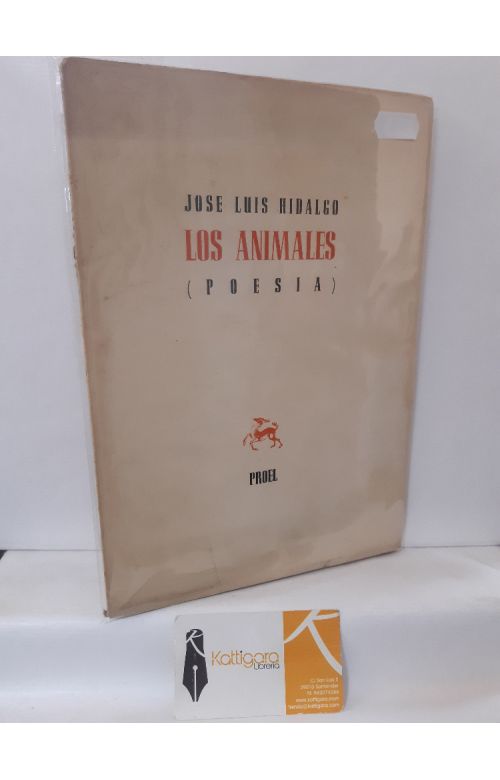 JOSE LUIS HIDALGO
LOS ANIMALES
(POESIA)
PROEL
Kattigara
Librería